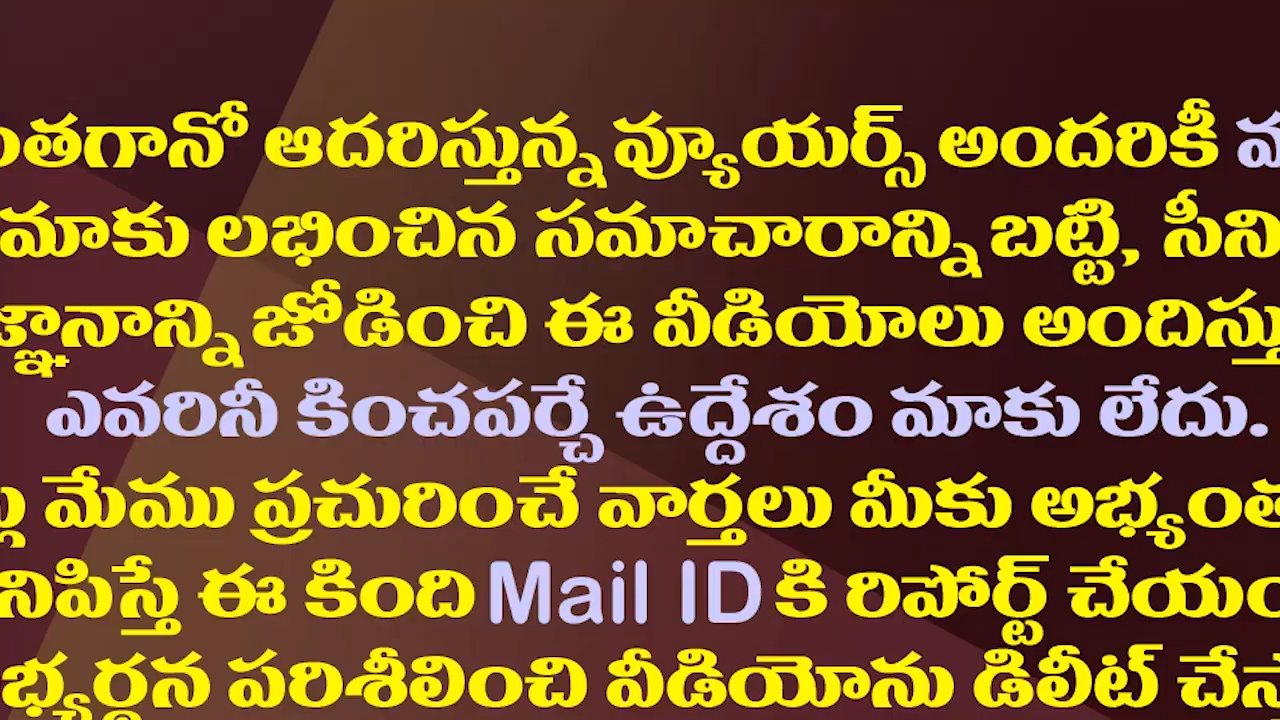 ంతగానో ఆదరిస్తున్న వ్యూయర్స్ అందరికీ
మాకు లభించిన సమాచారాన్ని బట్టి, సీని
జ్ఞానాన్ని జోడించి ఈ వీడియోలు అందిస్తు
ఎవరినీ కించపర్చే ఉద్దేశం మాకు లేదు.
మేము ప్రచురించే వార్తలు మీకు అభ్యంత
నిపిస్తే ఈ కింది Mail ID కి రిపోర్ట్ చేయం
భ్యర్థన పరిశీలించి వీడియోను డిలీట్ చేస